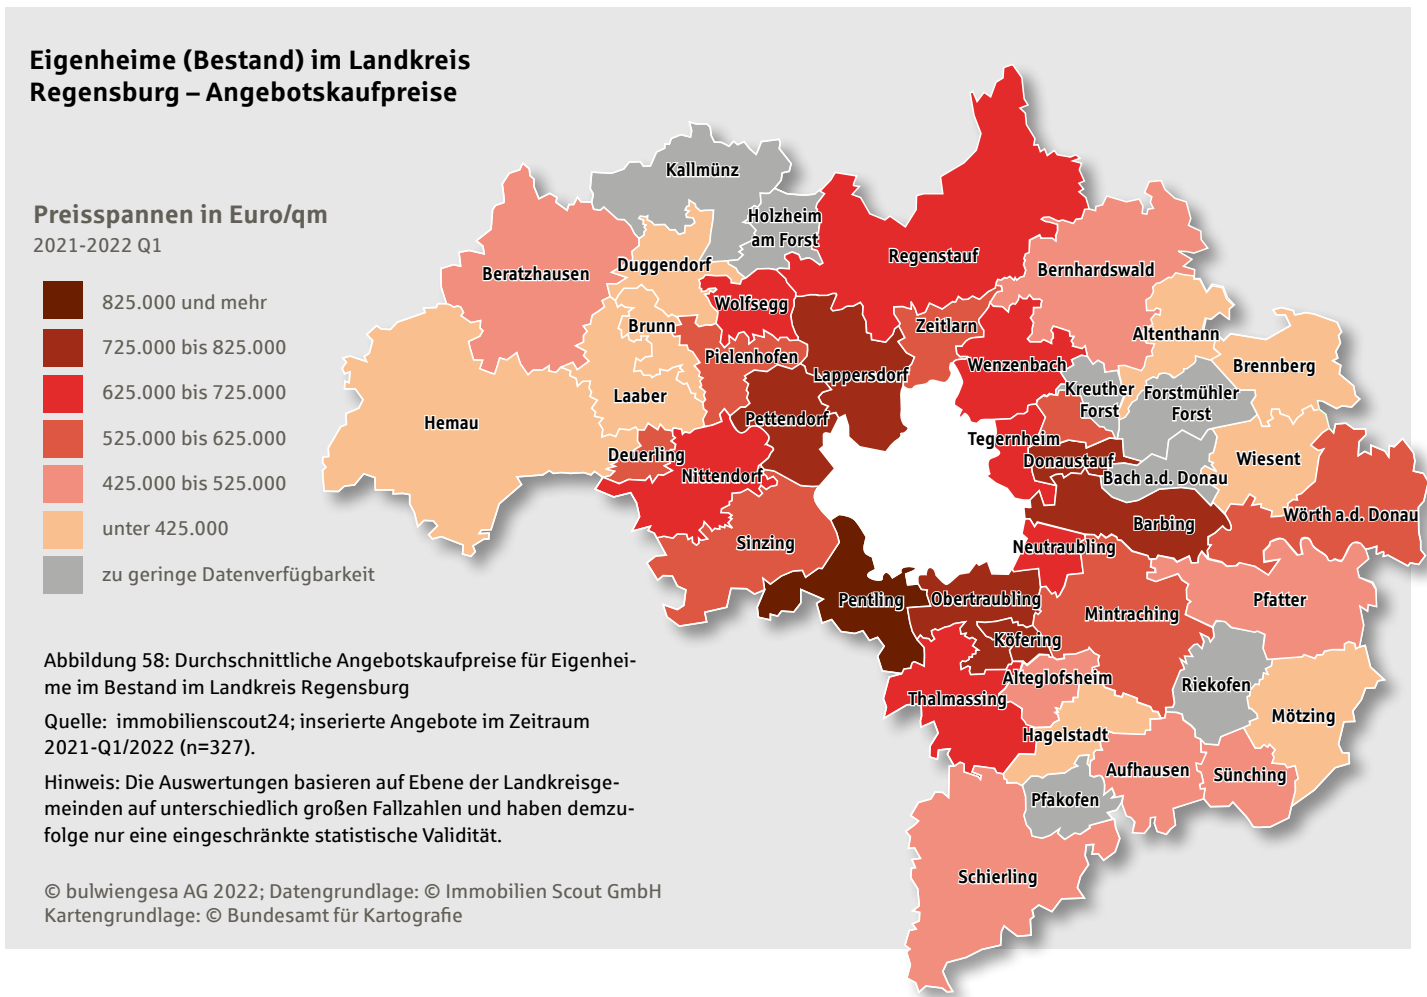 Eigenheime (Bestand) im Landkreis
Regensburg – Angebotskaufpreise
Preisspannen in Euro/qm
2021-2022 Q1
825.000 und mehr
725.000 bis 825.000
625.000 bis 725.000
525.000 bis 625.000
425.000 bis 525.000
unter 425.000
zu geringe Datenverfügbarkeit
Abbildung 58: Durchschnittliche Angebotskaufpreise für Eigenhei-
me im Bestand im Landkreis Regensburg
Quelle: immobilienscout24; inserierte Angebote im Zeitraum
2021-Q1/2022 (n=327).
Hinweis: Die Auswertungen basieren auf Ebene der Landkreisge-
meinden auf unterschiedlich großen Fallzahlen und haben demzu-
folge nur eine eingeschränkte statistische Validität.
© bulwiengesa AG 2022; Datengrundlage: © Immobilien Scout GmbH
Kartengrundlage: © Bundesamt für Kartografie
Kallmünz
Holzheim
am Forst
Regenstauf
Beratzhausen
Duggendorf
Bernhardswald
Wolfsegg
Brunn
Zeitlarn
Altenthann
Pielenhofen
Lappersdorf
Wenzenbach
Brennberg
Laaber
Kreuther
Forst
Forstmühler
Forst
Hemau
Pettendorf
Tegernheim
Deuerling
Donaustauf
Wiesent
Nittendorf
Bach a.d. Donau
Wörth a.d. Donau
Barbing
Sinzing
Neutraubling
Pentling
Obertraubling
Mintraching
Pfatter
Köfering
Alteglofsheim
Riekofen
Thalmassing
Mötzing
Hagelstadt
Aufhausen
Sünching
Pfakofen
Schierling